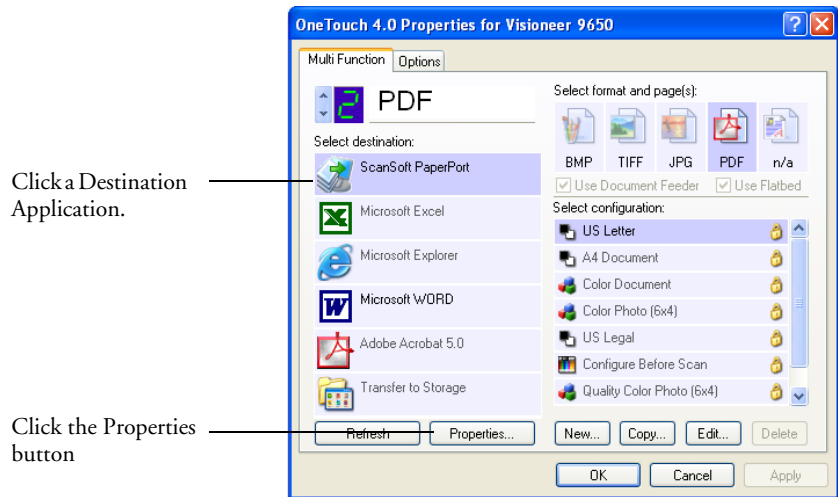 OneTouch 4.0 Properties for Visioneer 9650
Multi Function
Options
2
PDF
Select destination:
ScanSoft PaperPort
Microsoft Excel
Microsoft Explorer
Microsoft WORD
Adobe Acrobat 5.0
Transfer to Storage
Refresh
Properties...
Select format and page(s):
BMP TIFF JPG PDF n/a
Use Document Feeder
Use Flatbed
Select configuration:
US Letter
A4 Document
Color Document
Color Photo (6x4)
US Legal
Configure Before Scan
Quality Color Photo (6x4)
New... Copy... Edit... Delete
OK Cancel Apply
Click a Destination
Application.
Click the Properties
button